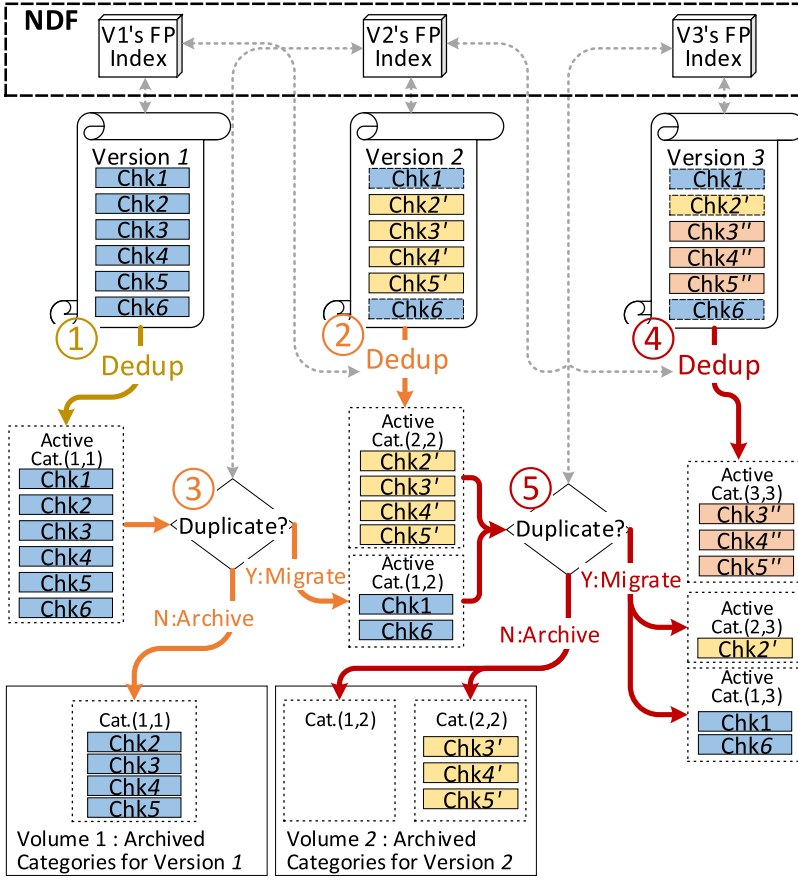 NDF
V1's FP
Index
V2's FP
Index
V3's FP
Index
Version 1
Chk1
Chk2
Chk3
Chk4
Chk5
Chk6
Version 2
Chk1
Chk2'
Chk3'
Chk4'
Chk5'
Chk6
Version 3
Chk1
Chk2'
Chk3''
Chk4''
Chk5''
Chk6
1
Dedup
2
Dedup
4
Dedup
Active
Cat.(1,1)
Chk1
Chk2
Chk3
Chk4
Chk5
Chk6
3
Duplicate?
Y:Migrate
N:Archive
Active
Cat.(2,2)
Chk2'
Chk3'
Chk4'
Chk5'
Active
Cat.(1,2)
Chk1
Chk6
5
Duplicate?
Y:Migrate
N:Archive
Active
Cat.(3,3)
Chk3''
Chk4''
Chk5''
Active
Cat.(2,3)
Chk2'
Active
Cat.(1,3)
Chk1
Chk6
Cat.(1,1)
Chk2
Chk3
Chk4
Chk5
Volume 1 : Archived
Categories for Version 1
Cat.(1,2)
Cat.(2,2)
Chk3'
Chk4'
Chk5'
Volume 2 : Archived
Categories for Version 2